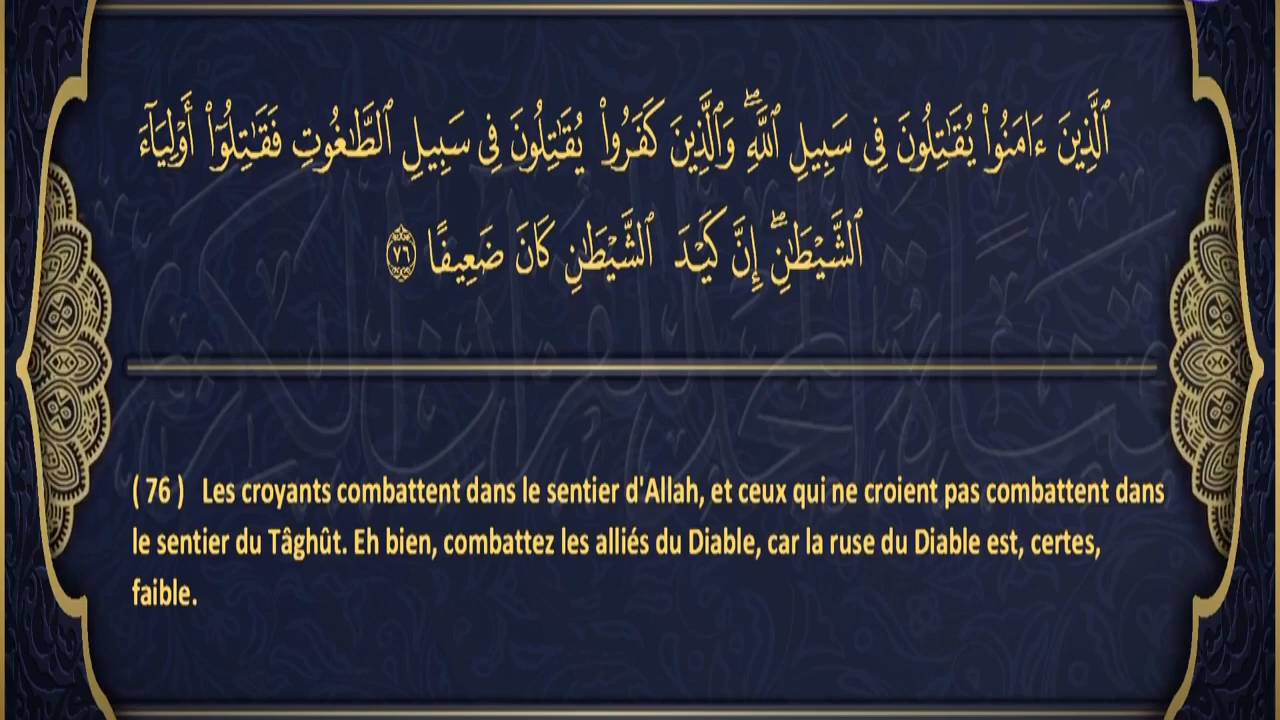 ٱلَّذِينَ ءَامَنُوا۟ يُقَـٰتِلُونَ فِى سَبِيلِ ٱللَّهِ ۖ وَٱلَّذِينَ كَفَرُوا۟ يُقَـٰتِلُونَ فِى سَبِيلِ ٱلطَّـٰغُوتِ فَقَـٰتِلُوٓا۟ أَوْلِيَآءَ
ٱلشَّيْطَـٰنِ ۖ إِنَّ كَيْدَ ٱلشَّيْطَـٰنِ كَانَ ضَعِيفًا ٧٦
( 76 ) Les croyants combattent dans le sentier d'Allah, et ceux qui ne croient pas combattent dans
le sentier du Tâghût. Eh bien, combattez les alliés du Diable, car la ruse du Diable est, certes,
faible.